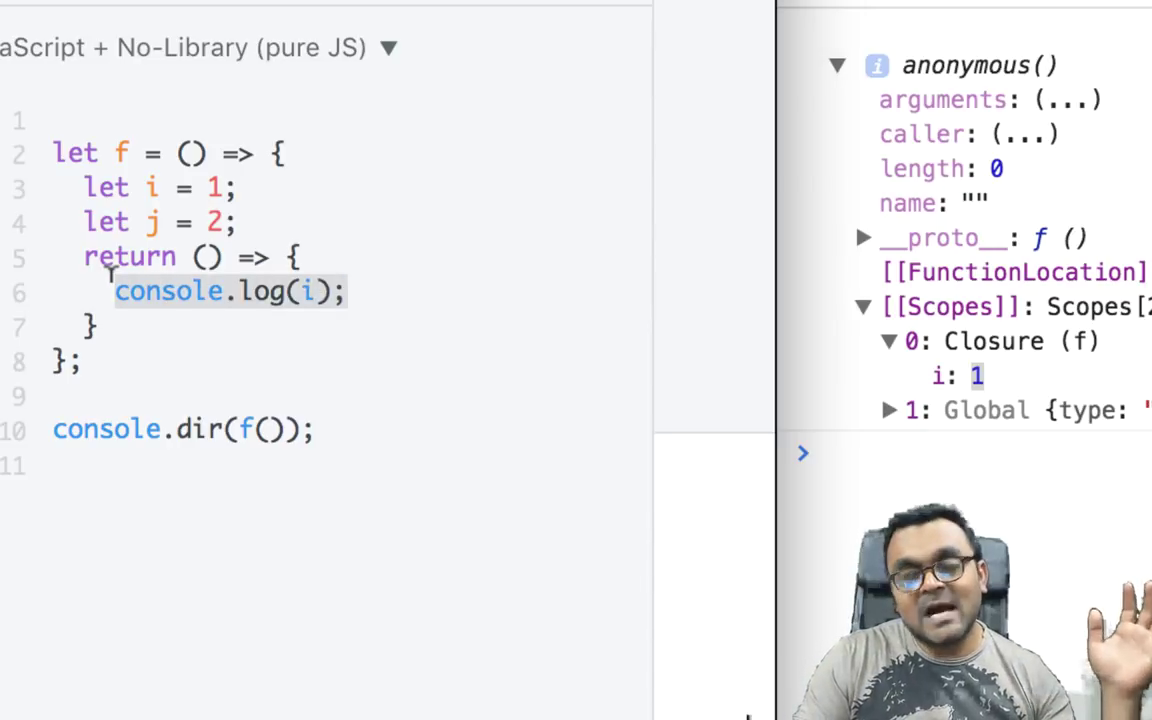 aScript + No-Library (pure JS) ▼
1
2 let f = () => {
3 let i = 1;
4 let j = 2;
5 return () => {
6 console.log(i);
7 }
8 };
9
10 console.dir(f());
11
▼ i anonymous()
arguments: (...)
caller: (...)
length: 0
name: ""
▶ __proto__: ƒ ()
[[FunctionLocation]
▼ [[Scopes]]: Scopes[2
▼ 0: Closure (f)
i: 1
▶ 1: Global {type: "
>